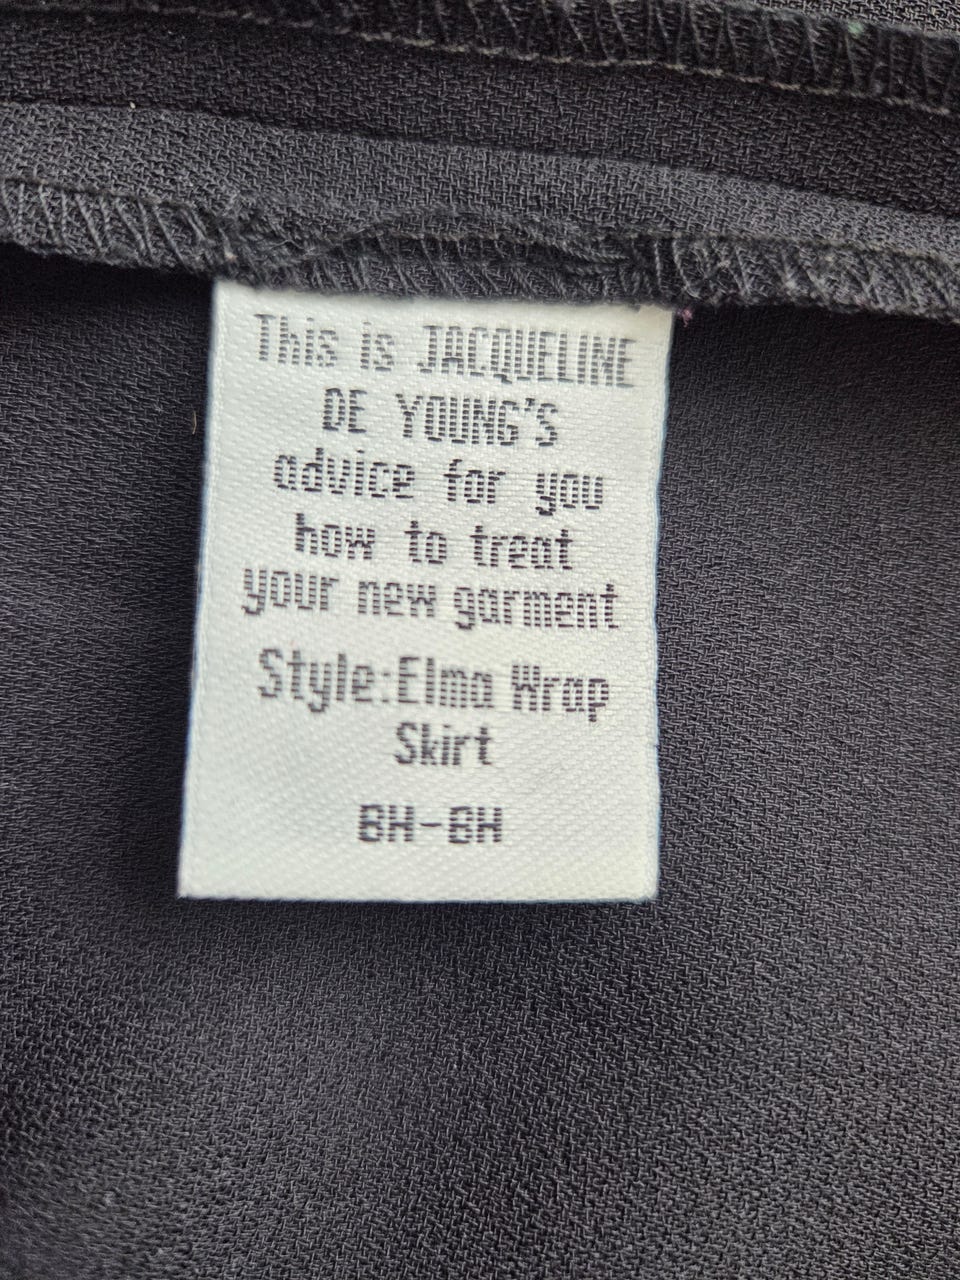 This is JACQUELINE
DE YOUNG'S
advice for you
how to treat
your new garment
Style:Elma Wrap
Skirt
BH-BH